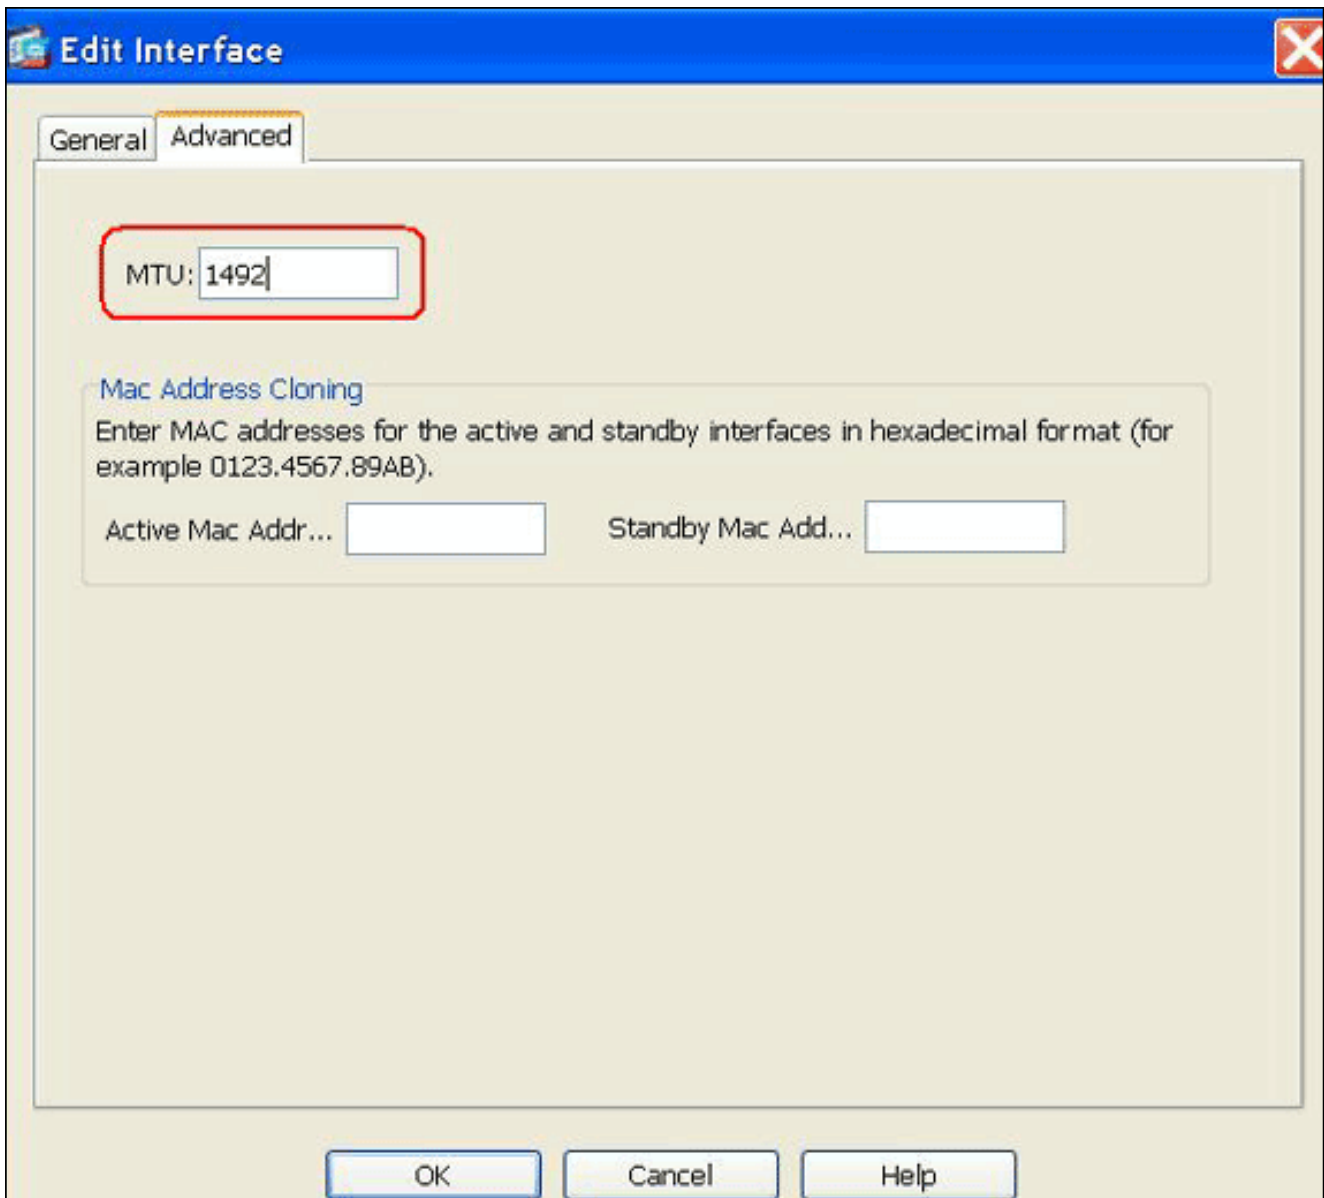 Edit Interface
General
Advanced
MTU: 1492
Mac Address Cloning
Enter MAC addresses for the active and standby interfaces in hexadecimal format (for
example 0123.4567.89AB).
Active Mac Addr...
Standby Mac Add...
OK
Cancel
Help